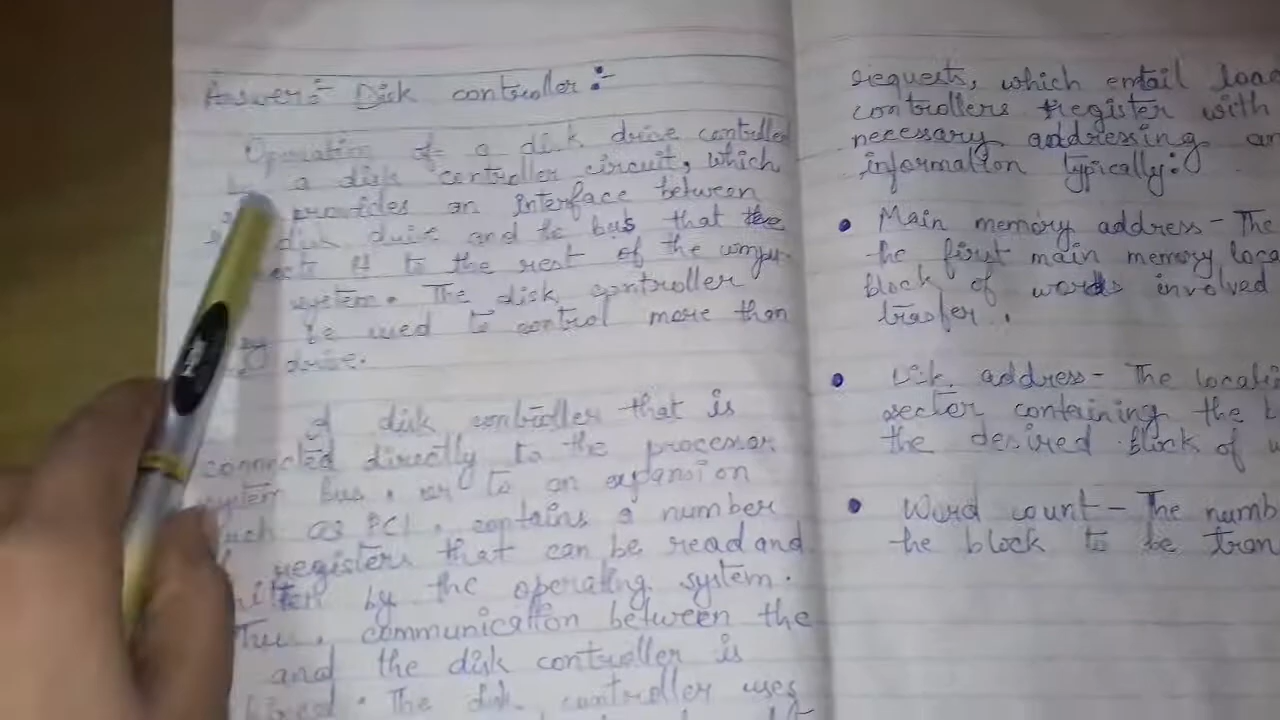 Answer:- Disk controller :-
Operation of a disk drive controlled
a disk controller circuit, which
provides an interface between
disk drive and the bus that the
it to the rest of the compu-
system. The disk controller
be used to control more than
drive.
A disk controller that is
connected directly to the processor
system bus, or to an expansion
such as PCI, contains a number
registers that can be read and
by the operating system.
Thus, communication between the
and the disk controller is
The disk controller uses
requests, which entail load
controllers register with
necessary addressing an
information typically:
• Main memory address - The
he first main memory loca
block of words involved
trasfer.
• Disk address - The locati
secter containing the b
the desired block of w
• Word count - The numb
the block to be tran